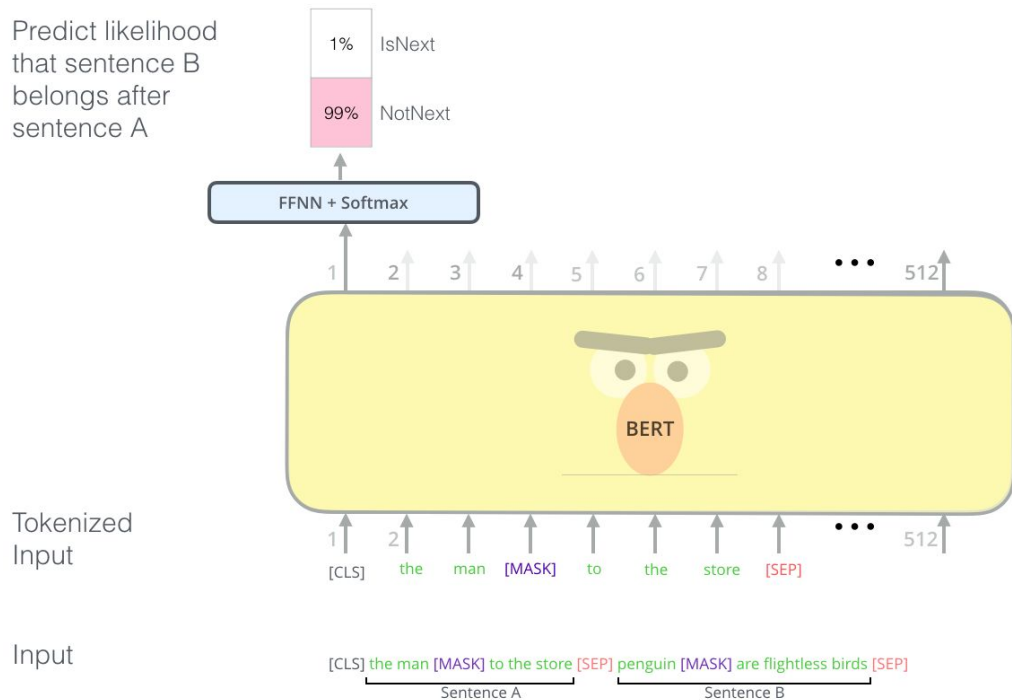 Predict likelihood
that sentence B
belongs after
sentence A
1% IsNext
99% NotNext
FFNN + Softmax
1 2 3 4 5 6 7 8 ••• 512
BERT
Tokenized
Input
1 2 ••• 512
[CLS] the man [MASK] to the store [SEP]
Input
[CLS] the man [MASK] to the store [SEP] penguin [MASK] are flightless birds [SEP]
Sentence A Sentence B